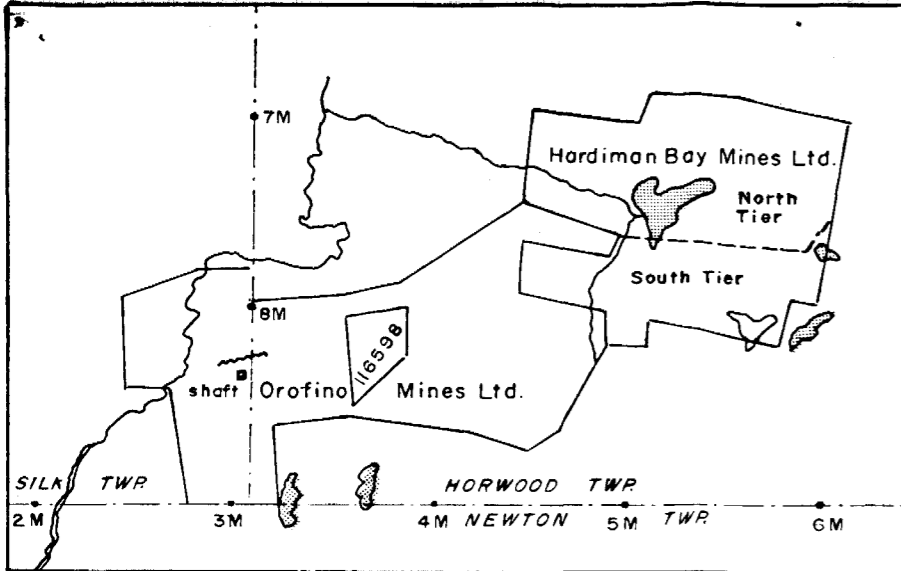 7M
Hardiman Bay Mines Ltd.
North
Tier
South Tier
8M
116598
shaft Orofino Mines Ltd.
SILK TWP. HORWOOD TWP.
2M 3M 4M NEWTON 5M TWP. 6M